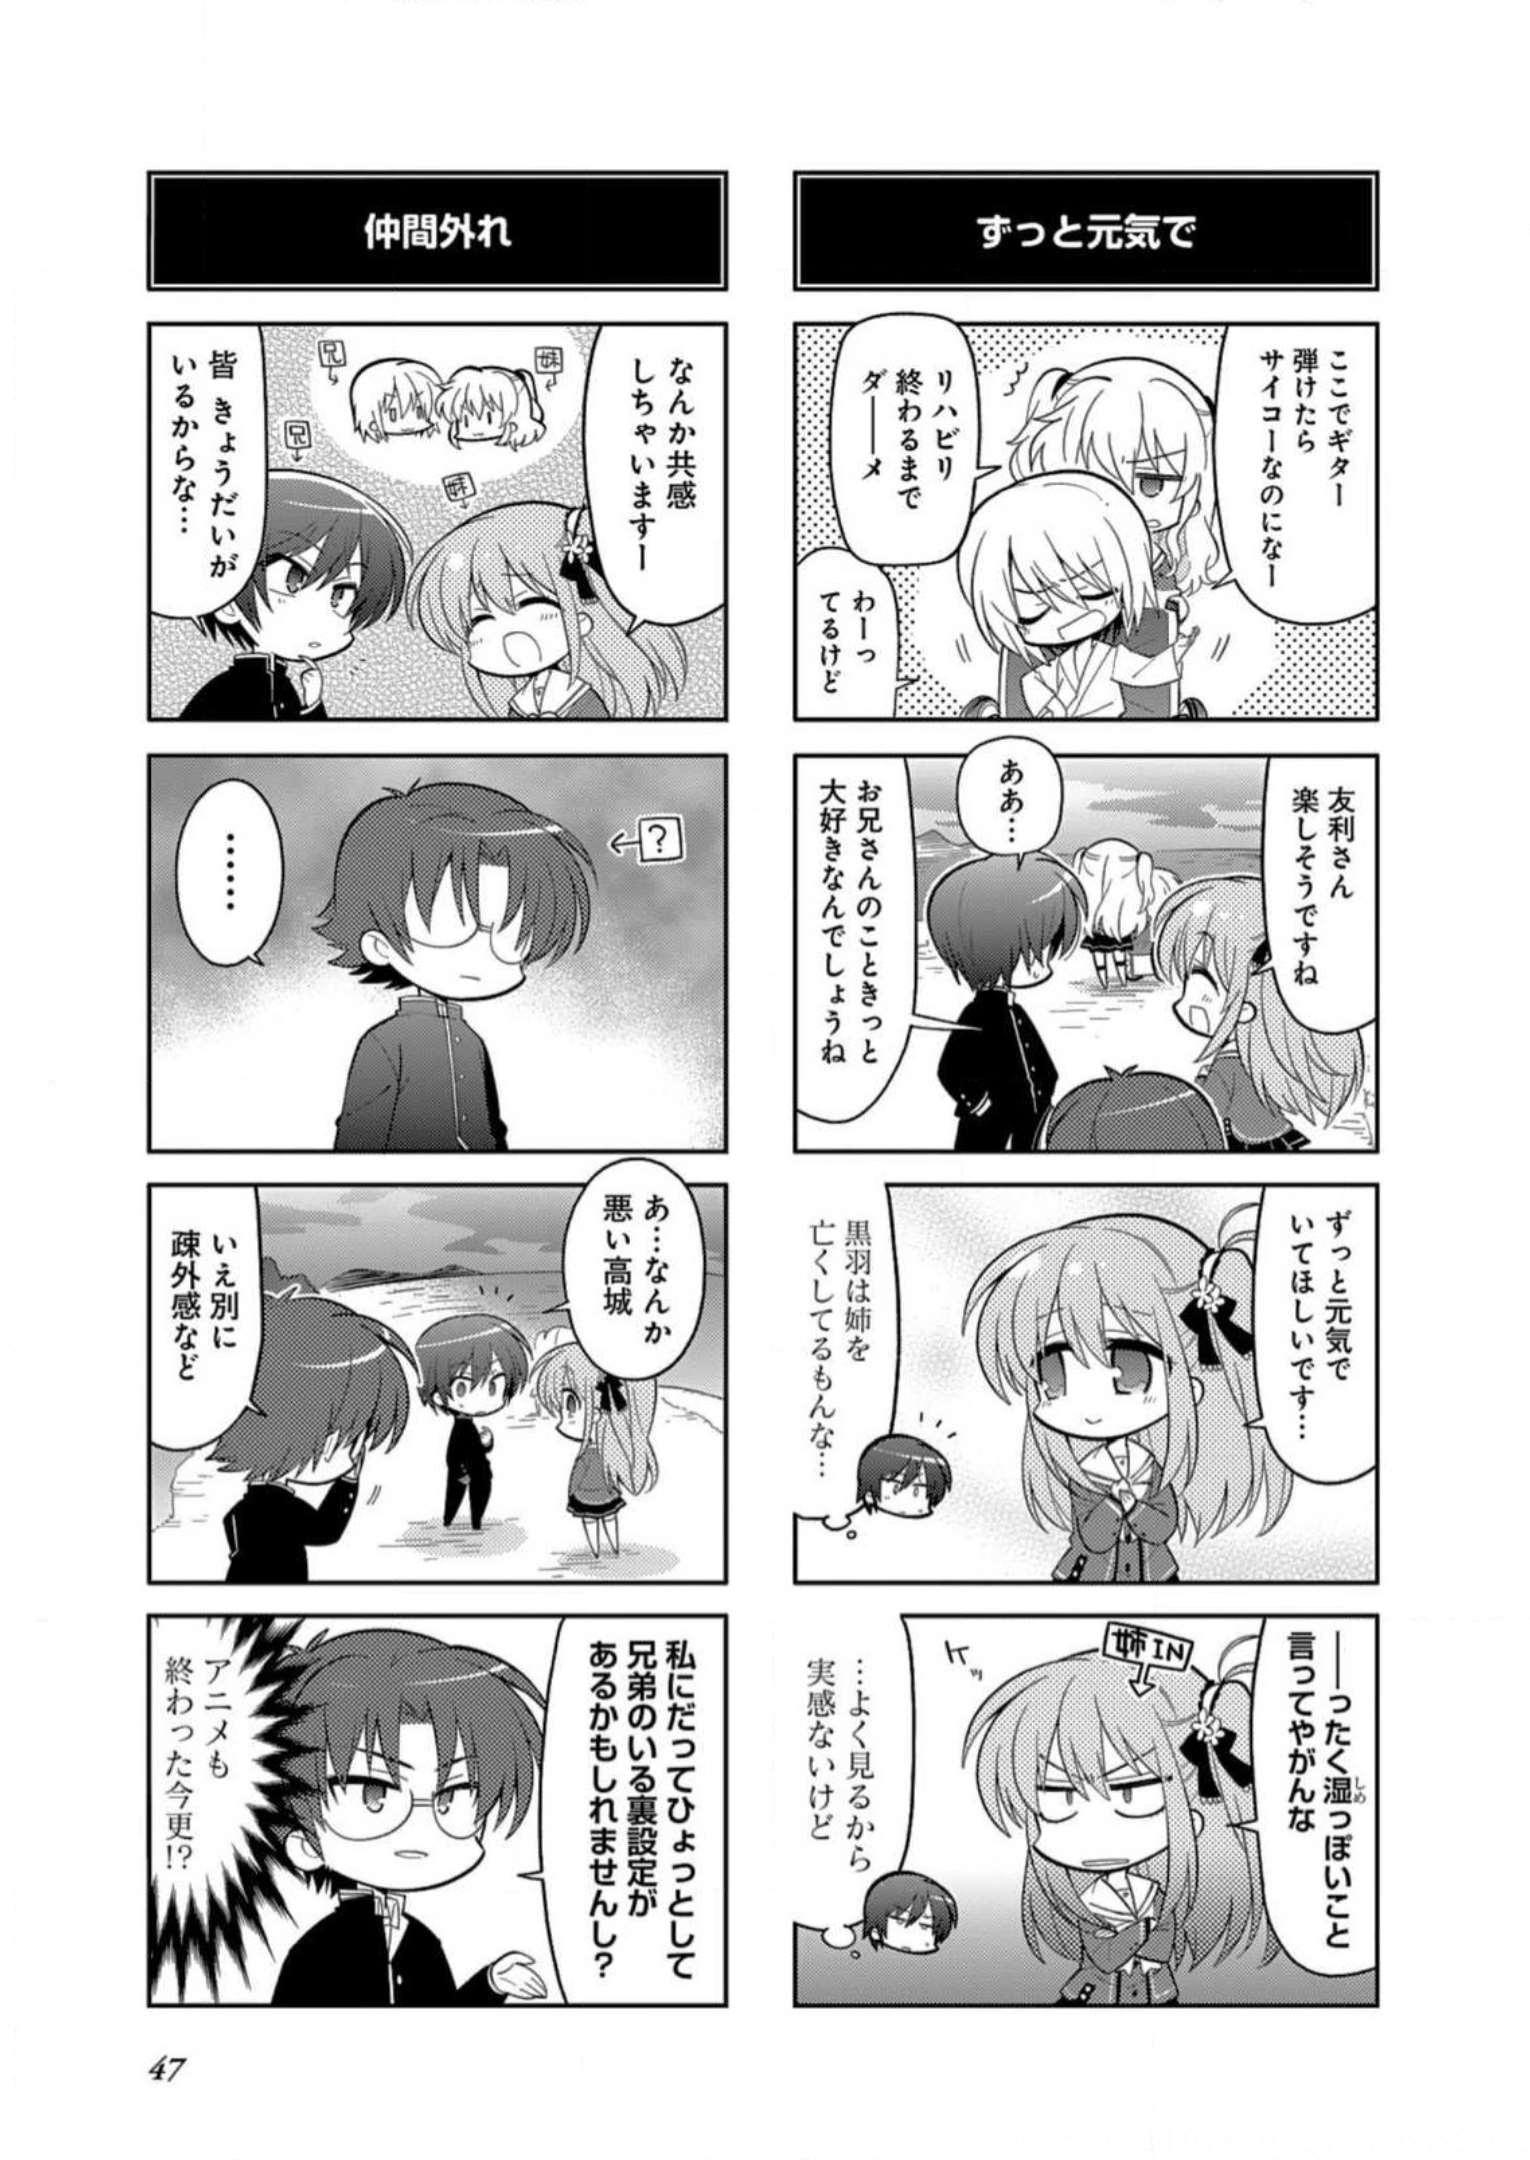 ずっと元気で
ここでギター
弾けたら
サイコーなのになー
リハビリ
終わるまで
ダーーメ
わーっ
てるけど
友利さん
楽しそうですね
ああ…
お兄さんのこときっと
大好きなんでしょうね
ずっと元気で
いてほしいです…
黒羽は姉を
亡くしてるもんな…
姉IN
──ったく湿っぽいこと
しめ
言ってやがんな
ケッ
…よく見るから
実感ないけど
仲間外れ
なんか共感
しちゃいますー
妹
兄
妹
兄
皆 きょうだいが
いるからな…
?
……
あ…なんか
悪い高城
いえ別に
疎外感など
私にだってひょっとして
兄弟のいる裏設定が
あるかもしれませんし?
アニメも
終わった今更!?
47